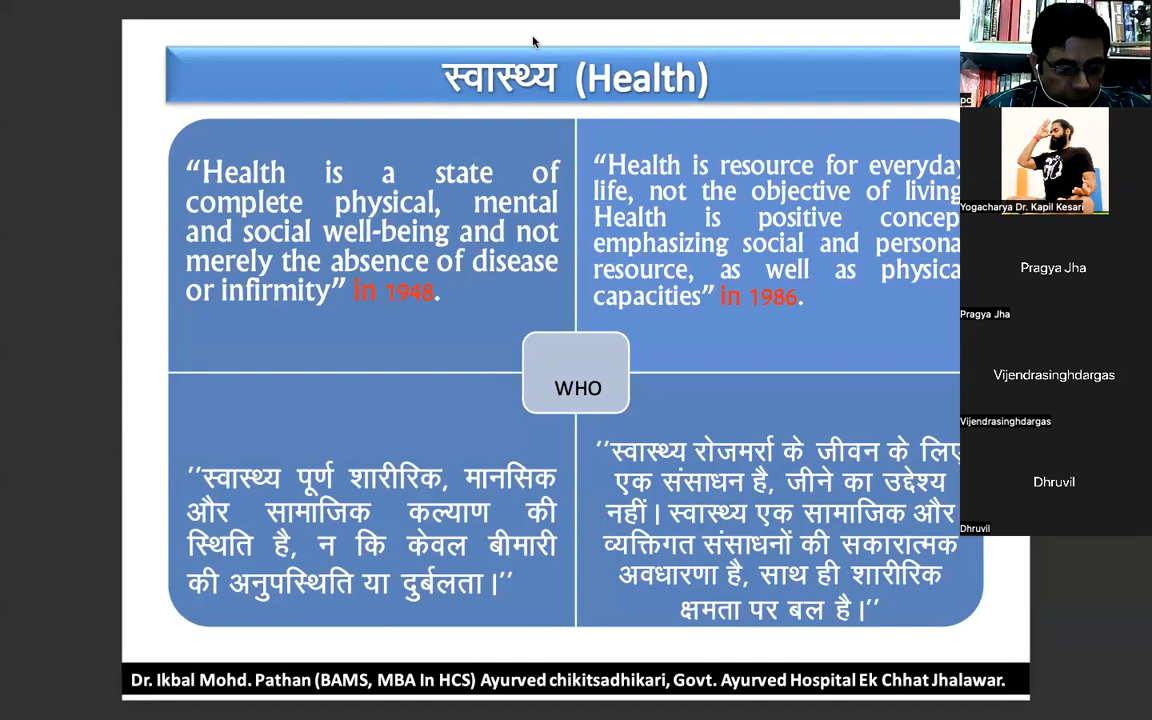 स्वास्थ्य (Health)
“Health is a state of
complete physical, mental
and social well-being and not
merely the absence of disease
or infirmity” in 1948.
“Health is resource for everyday
life, not the objective of living
Health is positive concep
emphasizing social and persona
resource, as well as physica
capacities” in 1986.
WHO
’’स्वास्थ्य पूर्ण शारीरिक, मानसिक
और सामाजिक कल्याण की
स्थिति है, न कि केवल बीमारी
की अनुपस्थिति या दुर्बलता।’’
’’स्वास्थ्य रोजमर्रा के जीवन के लिए
एक संसाधन है, जीने का उद्देश्य
नहीं। स्वास्थ्य एक सामाजिक और
व्यक्तिगत संसाधनों की सकारात्मक
अवधारणा है, साथ ही शारीरिक
क्षमता पर बल है।’’
Dr. Ikbal Mohd. Pathan (BAMS, MBA In HCS) Ayurved chikitsadhikari, Govt. Ayurved Hospital Ek Chhat Jhalawar.
pc
Yogacharya Dr. Kapil Kesari
Pragya Jha
Pragya Jha
Vijendrasinghdargas
Vijendrasinghdargas
Dhruvil
Dhruvil